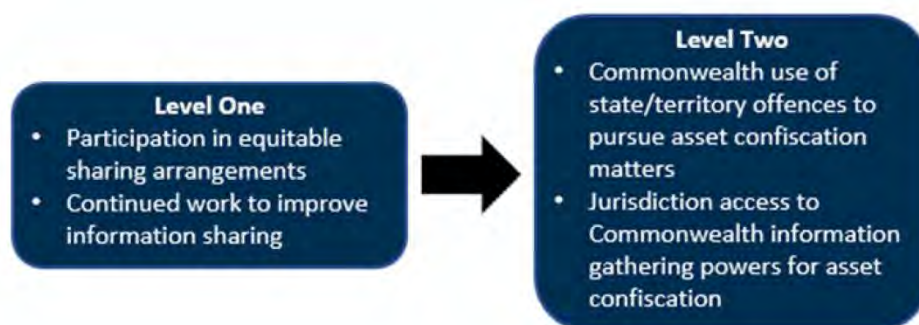 Level One
• Participation in equitable
sharing arrangements
• Continued work to improve
information sharing
Level Two
• Commonwealth use of
state/territory offences to
pursue asset confiscation
matters
• Jurisdiction access to
Commonwealth information
gathering powers for asset
confiscation